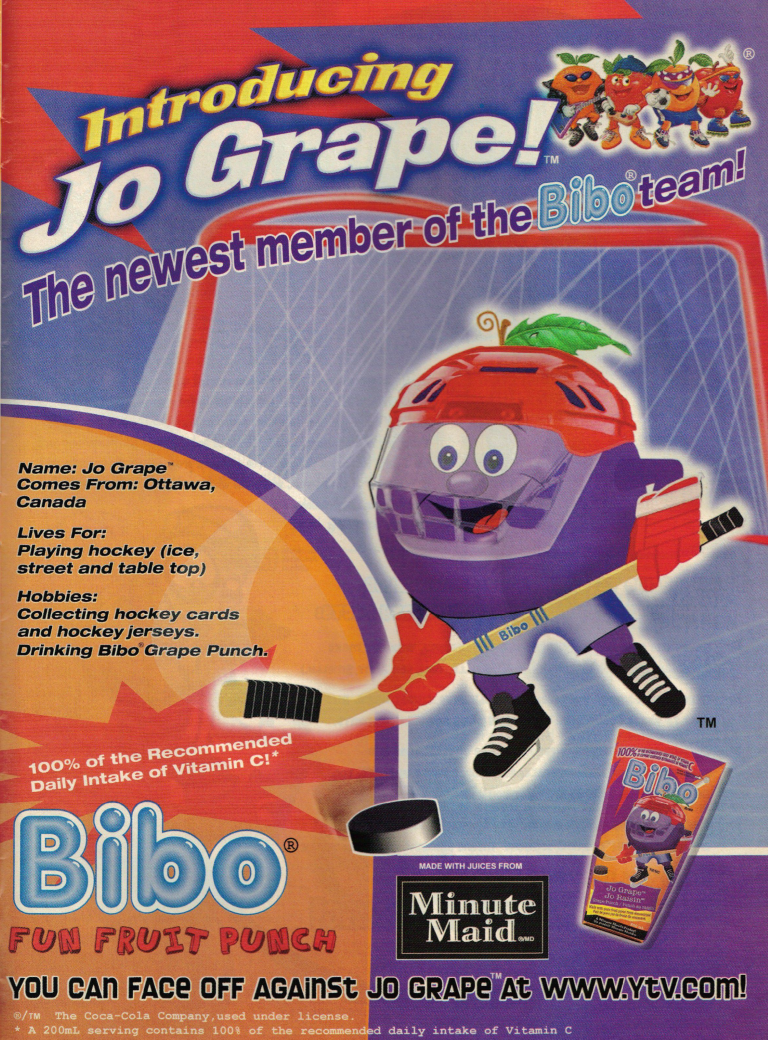 Introducing
Jo Grape!™
®
The newest member of the Bibo® team!
Name: Jo Grape™
Comes From: Ottawa,
Canada
Lives For:
Playing hockey (ice,
street and table top)
Hobbies:
Collecting hockey cards
and hockey jerseys.
Drinking Bibo® Grape Punch.
Bibo
TM
100% of the Recommended
Daily Intake of Vitamin C!*
Bibo®
FUN FRUIT PUNCH
MADE WITH JUICES FROM
Minute
Maid ®/MD
100%
Bibo
Jo Grape™
Jo Raisin™
YOU CAN FACE OFF AGAINST JO GRAPE™ AT WWW.YTV.COM!
®/TM The Coca-Cola Company, used under license.
* A 200mL serving contains 100% of the recommended daily intake of Vitamin C